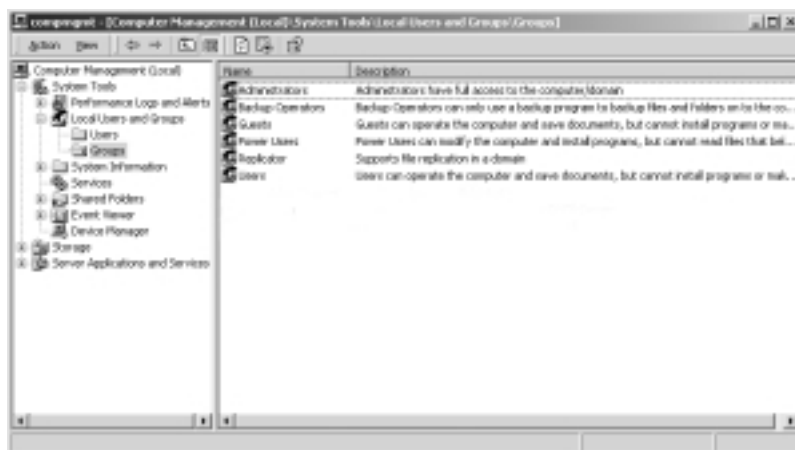 compmgmt - [Computer Management (Local)\System Tools\Local Users and Groups\Groups]
Action View
Computer Management (Local)
System Tools
Performance Logs and Alerts
Local Users and Groups
Users
Groups
System Information
Services
Shared Folders
Event Viewer
Device Manager
Storage
Server Applications and Services
Name Description
Administrators Administrators have full access to the computer/domain
Backup Operators Backup Operators can only use a backup program to backup files and folders on to the co...
Guests Guests can operate the computer and save documents, but cannot install programs or ma...
Power Users Power Users can modify the computer and install programs, but cannot read files that bel...
Replicator Supports file replication in a domain
Users Users can operate the computer and save documents, but cannot install programs or mak...